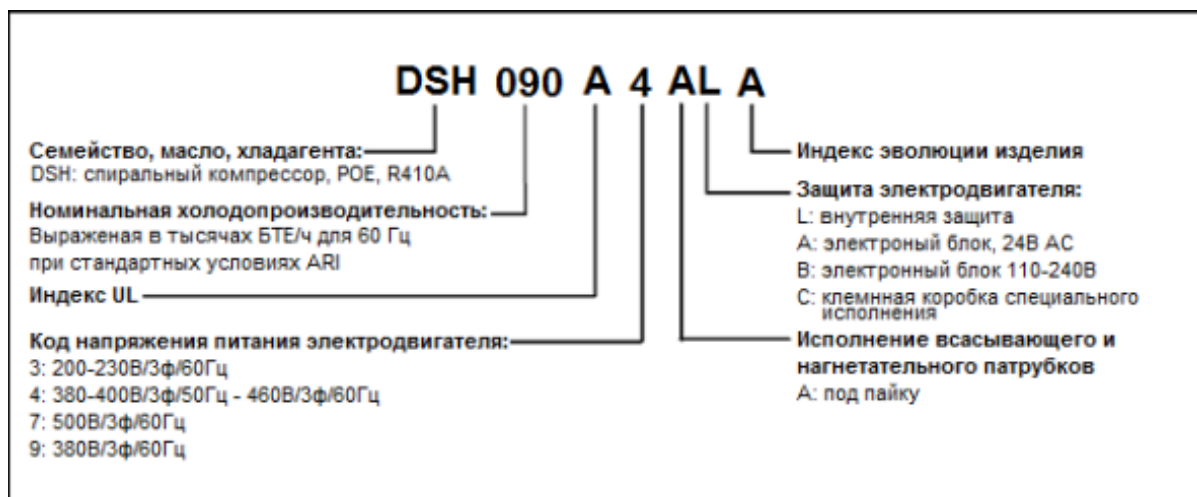 DSH 090 A 4 AL A
Семейство, масло, хладагента:
DSH: спиральный компрессор, POE, R410A
Номинальная холодопроизводительность:
Выраженая в тысячах БТЕ/ч для 60 Гц
при стандартных условиях ARI
Индекс UL
Код напряжения питания электродвигателя:
3: 200-230В/3ф/60Гц
4: 380-400В/3ф/50Гц - 460В/3ф/60Гц
7: 500В/3ф/60Гц
9: 380В/3ф/60Гц
Индекс эволюции изделия
Защита электродвигателя:
L: внутренняя защита
A: электроный блок, 24В AC
B: электронный блок 110-240В
C: клемнная коробка специального
исполнения
Исполнение всасывающего и
нагнетательного патрубков
A: под пайку